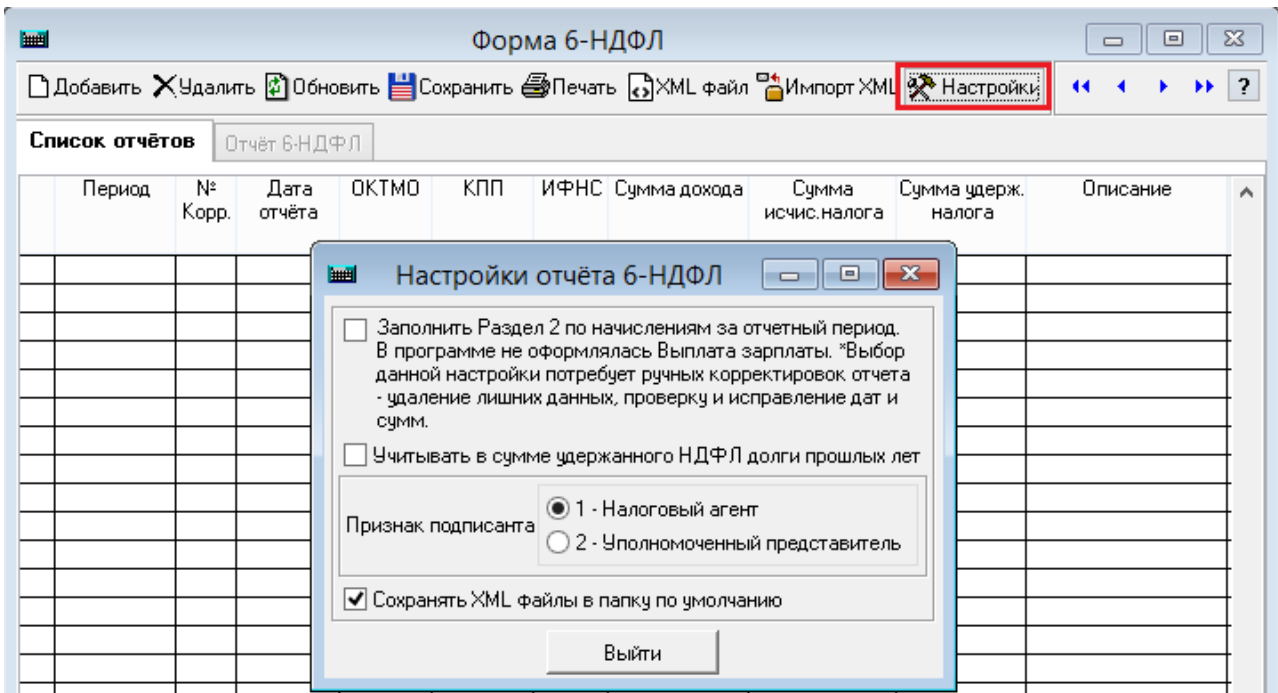 Форма 6-НДФЛ
Добавить Удалить Обновить Сохранить Печать XML файл Импорт XML Настройки ?
Список отчётов Отчёт 6-НДФЛ
Период № Корр. Дата отчёта ОКТМО КПП ИФНС Сумма дохода Сумма исчис.налога Сумма удерж. налога Описание
Настройки отчёта 6-НДФЛ
Заполнить Раздел 2 по начислениям за отчетный период.
В программе не оформлялась Выплата зарплаты. *Выбор
данной настройки потребует ручных корректировок отчета
- удаление лишних данных, проверку и исправление дат и
сумм.
Учитывать в сумме удержанного НДФЛ долги прошлых лет
Признак подписанта
1 - Налоговый агент
2 - Уполномоченный представитель
Сохранять XML файлы в папку по умолчанию
Выйти